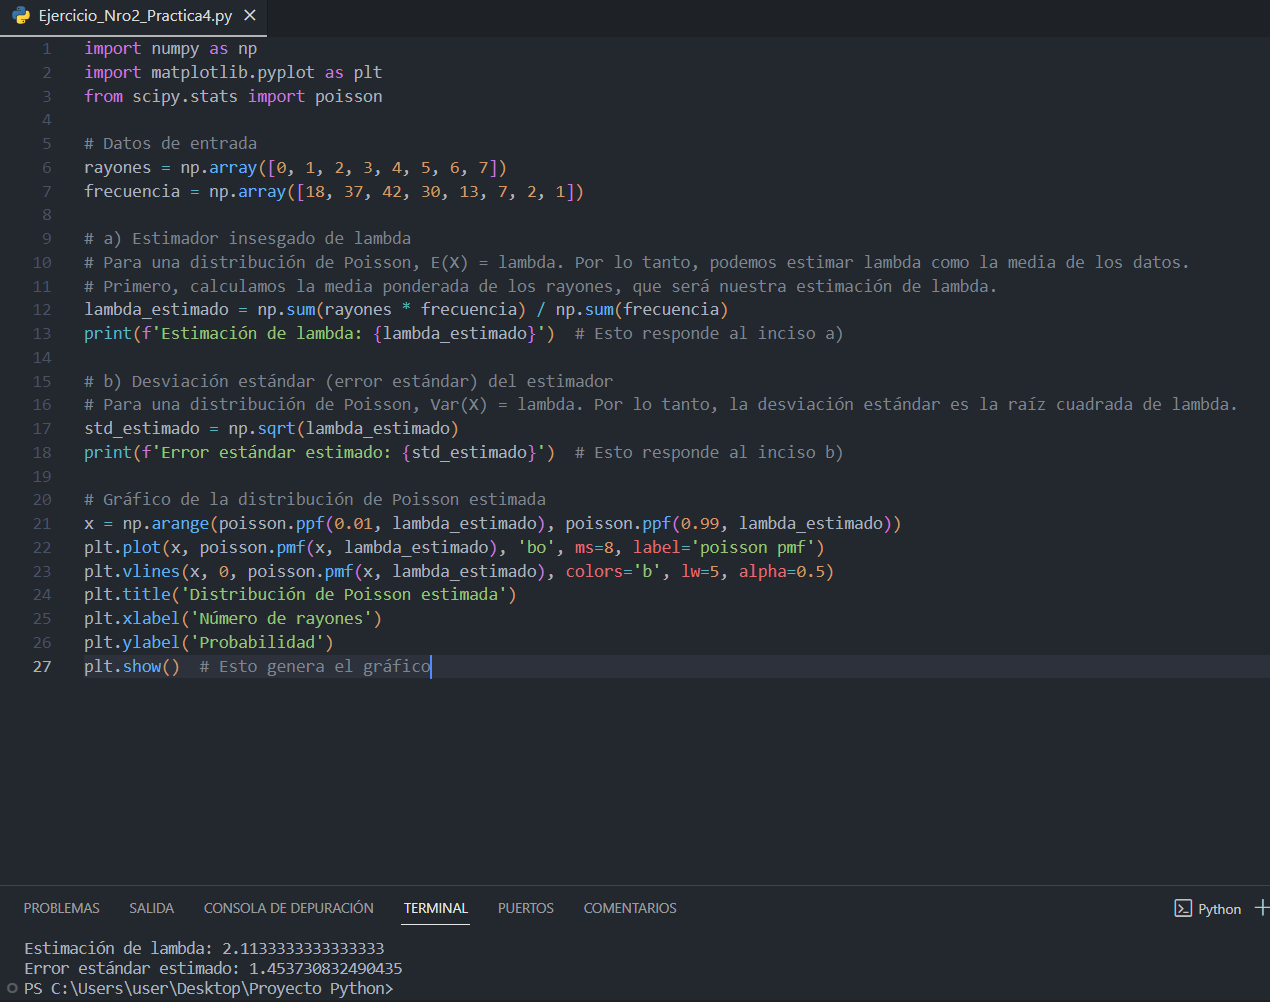 Ejercicio_Nro2_Practica4.py
1 import numpy as np
2 import matplotlib.pyplot as plt
3 from scipy.stats import poisson
4
5 # Datos de entrada
6 rayones = np.array([0, 1, 2, 3, 4, 5, 6, 7])
7 frecuencia = np.array([18, 37, 42, 30, 13, 7, 2, 1])
8
9 # a) Estimador insesgado de lambda
10 # Para una distribución de Poisson, E(X) = lambda. Por lo tanto, podemos estimar lambda como la media de los datos.
11 # Primero, calculamos la media ponderada de los rayones, que será nuestra estimación de lambda.
12 lambda_estimado = np.sum(rayones * frecuencia) / np.sum(frecuencia)
13 print(f'Estimación de lambda: {lambda_estimado}')  # Esto responde al inciso a)
14
15 # b) Desviación estándar (error estándar) del estimador
16 # Para una distribución de Poisson, Var(X) = lambda. Por lo tanto, la desviación estándar es la raíz cuadrada de lambda.
17 std_estimado = np.sqrt(lambda_estimado)
18 print(f'Error estándar estimado: {std_estimado}')  # Esto responde al inciso b)
19
20 # Gráfico de la distribución de Poisson estimada
21 x = np.arange(poisson.ppf(0.01, lambda_estimado), poisson.ppf(0.99, lambda_estimado))
22 plt.plot(x, poisson.pmf(x, lambda_estimado), 'bo', ms=8, label='poisson pmf')
23 plt.vlines(x, 0, poisson.pmf(x, lambda_estimado), colors='b', lw=5, alpha=0.5)
24 plt.title('Distribución de Poisson estimada')
25 plt.xlabel('Número de rayones')
26 plt.ylabel('Probabilidad')
27 plt.show()  # Esto genera el gráfico
PROBLEMAS SALIDA CONSOLA DE DEPURACIÓN TERMINAL PUERTOS COMENTARIOS Python
Estimación de lambda: 2.1133333333333333
Error estándar estimado: 1.453730832490435
PS C:\Users\user\Desktop\Proyecto Python>